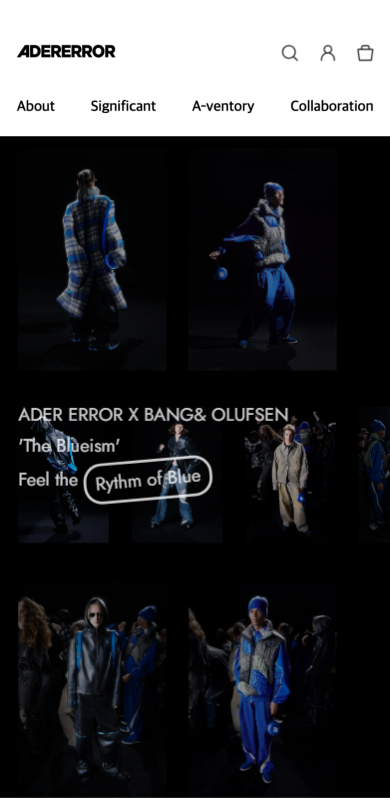 ADERERROR
About Significant A-ventory Collaboration
ADER ERROR X BANG& OLUFSEN
'The Blueism'
Feel the Rythm of Blue